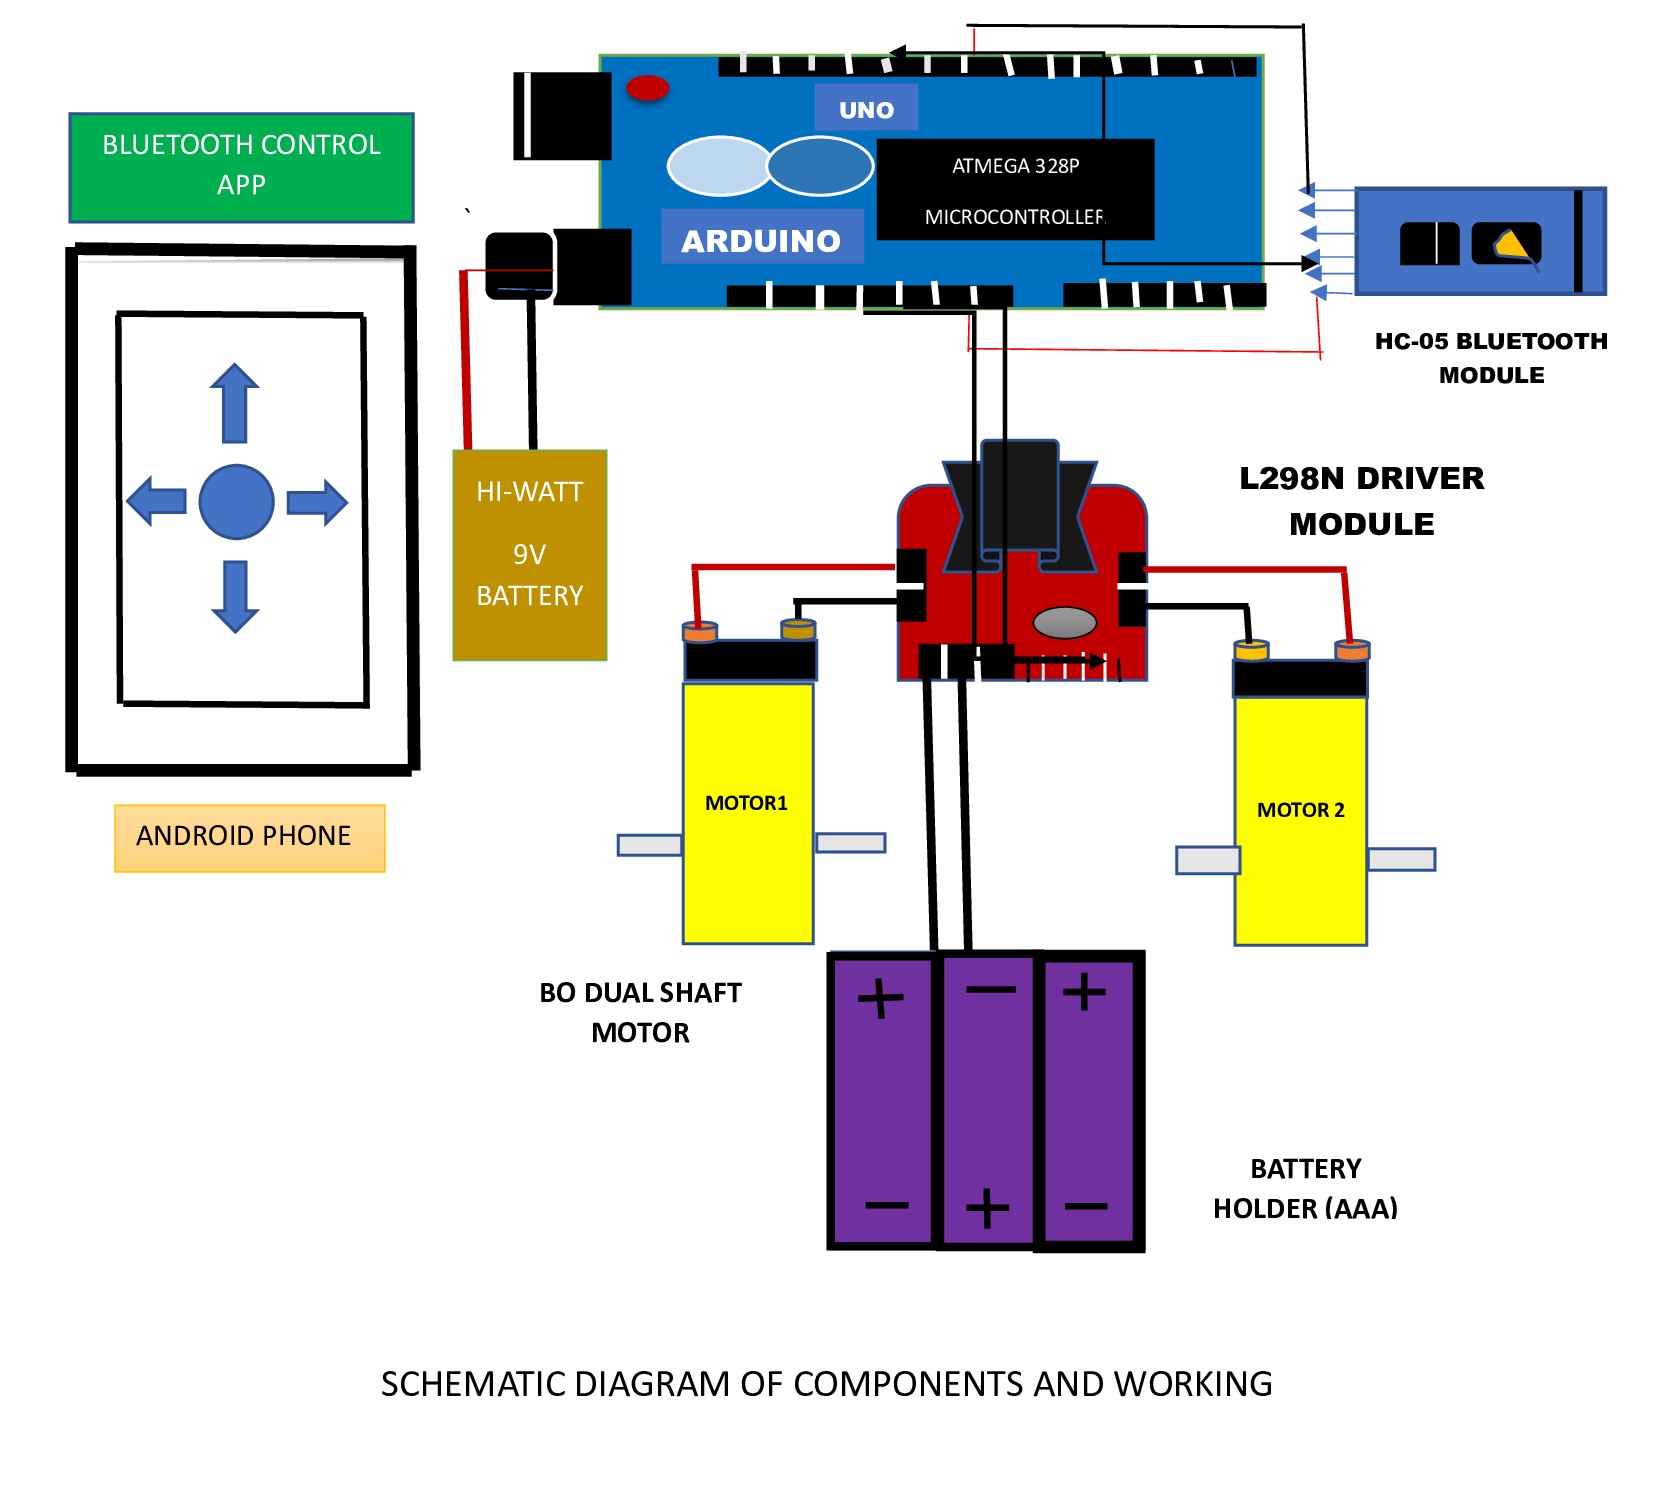 BLUETOOTH CONTROL
APP
UNO
ATMEGA 328P
MICROCONTROLLER
ARDUINO
`
HC-05 BLUETOOTH
MODULE
HI-WATT
9V
BATTERY
L298N DRIVER
MODULE
MOTOR1
MOTOR 2
ANDROID PHONE
BO DUAL SHAFT
MOTOR
BATTERY
HOLDER (AAA)
SCHEMATIC DIAGRAM OF COMPONENTS AND WORKING